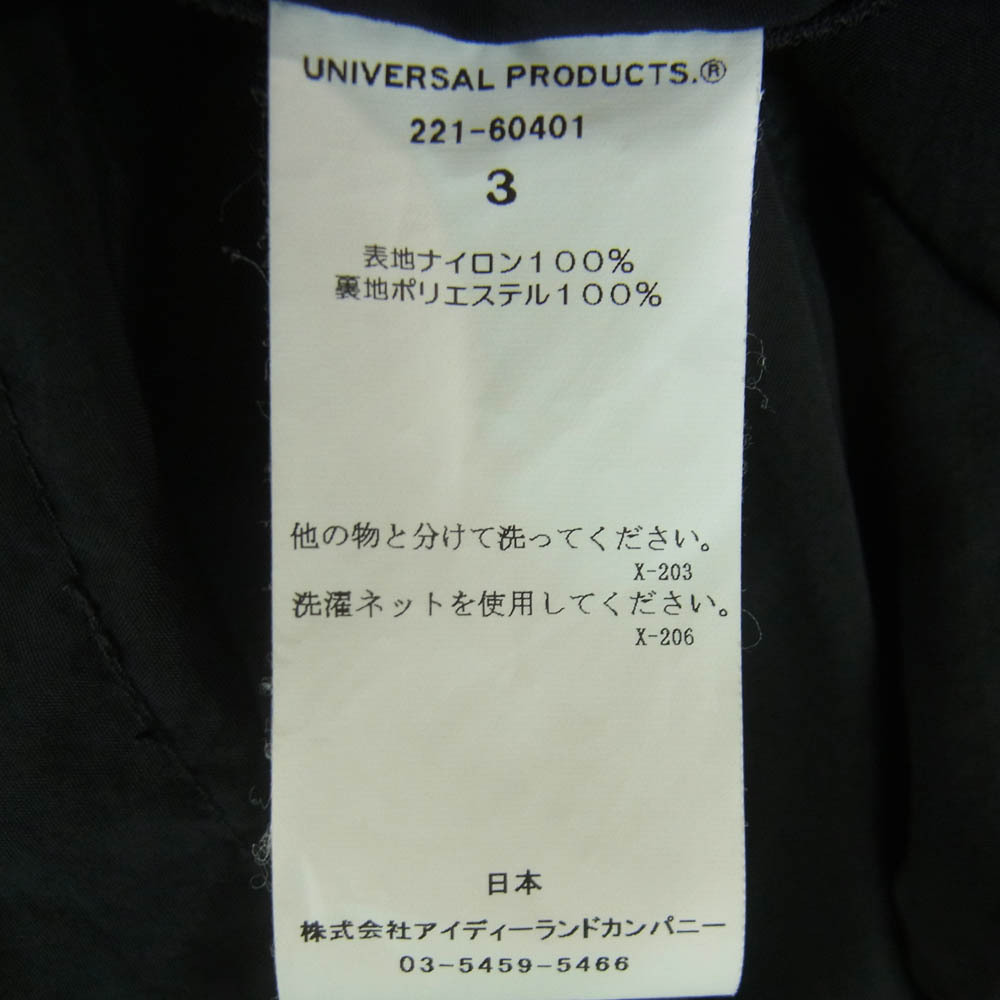 UNIVERSAL PRODUCTS.®
221-60401
3
表地ナイロン100%
裏地ポリエステル100%
他の物と分けて洗ってください。
X-203
洗濯ネットを使用してください。
X-206
日本
株式会社アイディーランドカンパニー
03-5459-5466